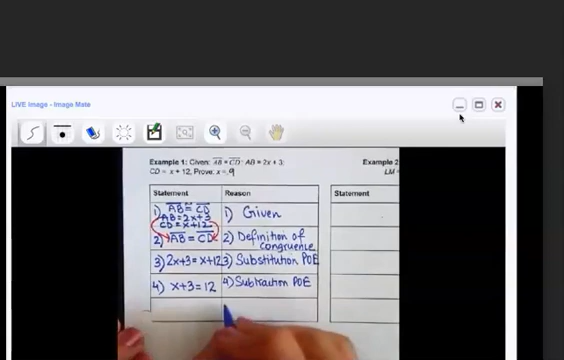 LIVE Image - Image Mate
Example 1: Given: AB ≅ CD AB = 2x + 3;
CD = x + 12, Prove: x = 9
Example 2
LM =
Statement
Reason
Statement
1) AB ≅ CD
AB = 2x+3
CD = x+12
1) Given
2) AB = CD
2) Definition of
congruence
3) 2x+3 = x+12
3) Substitution POE
4) x+3 = 12
4) Subtraction POE